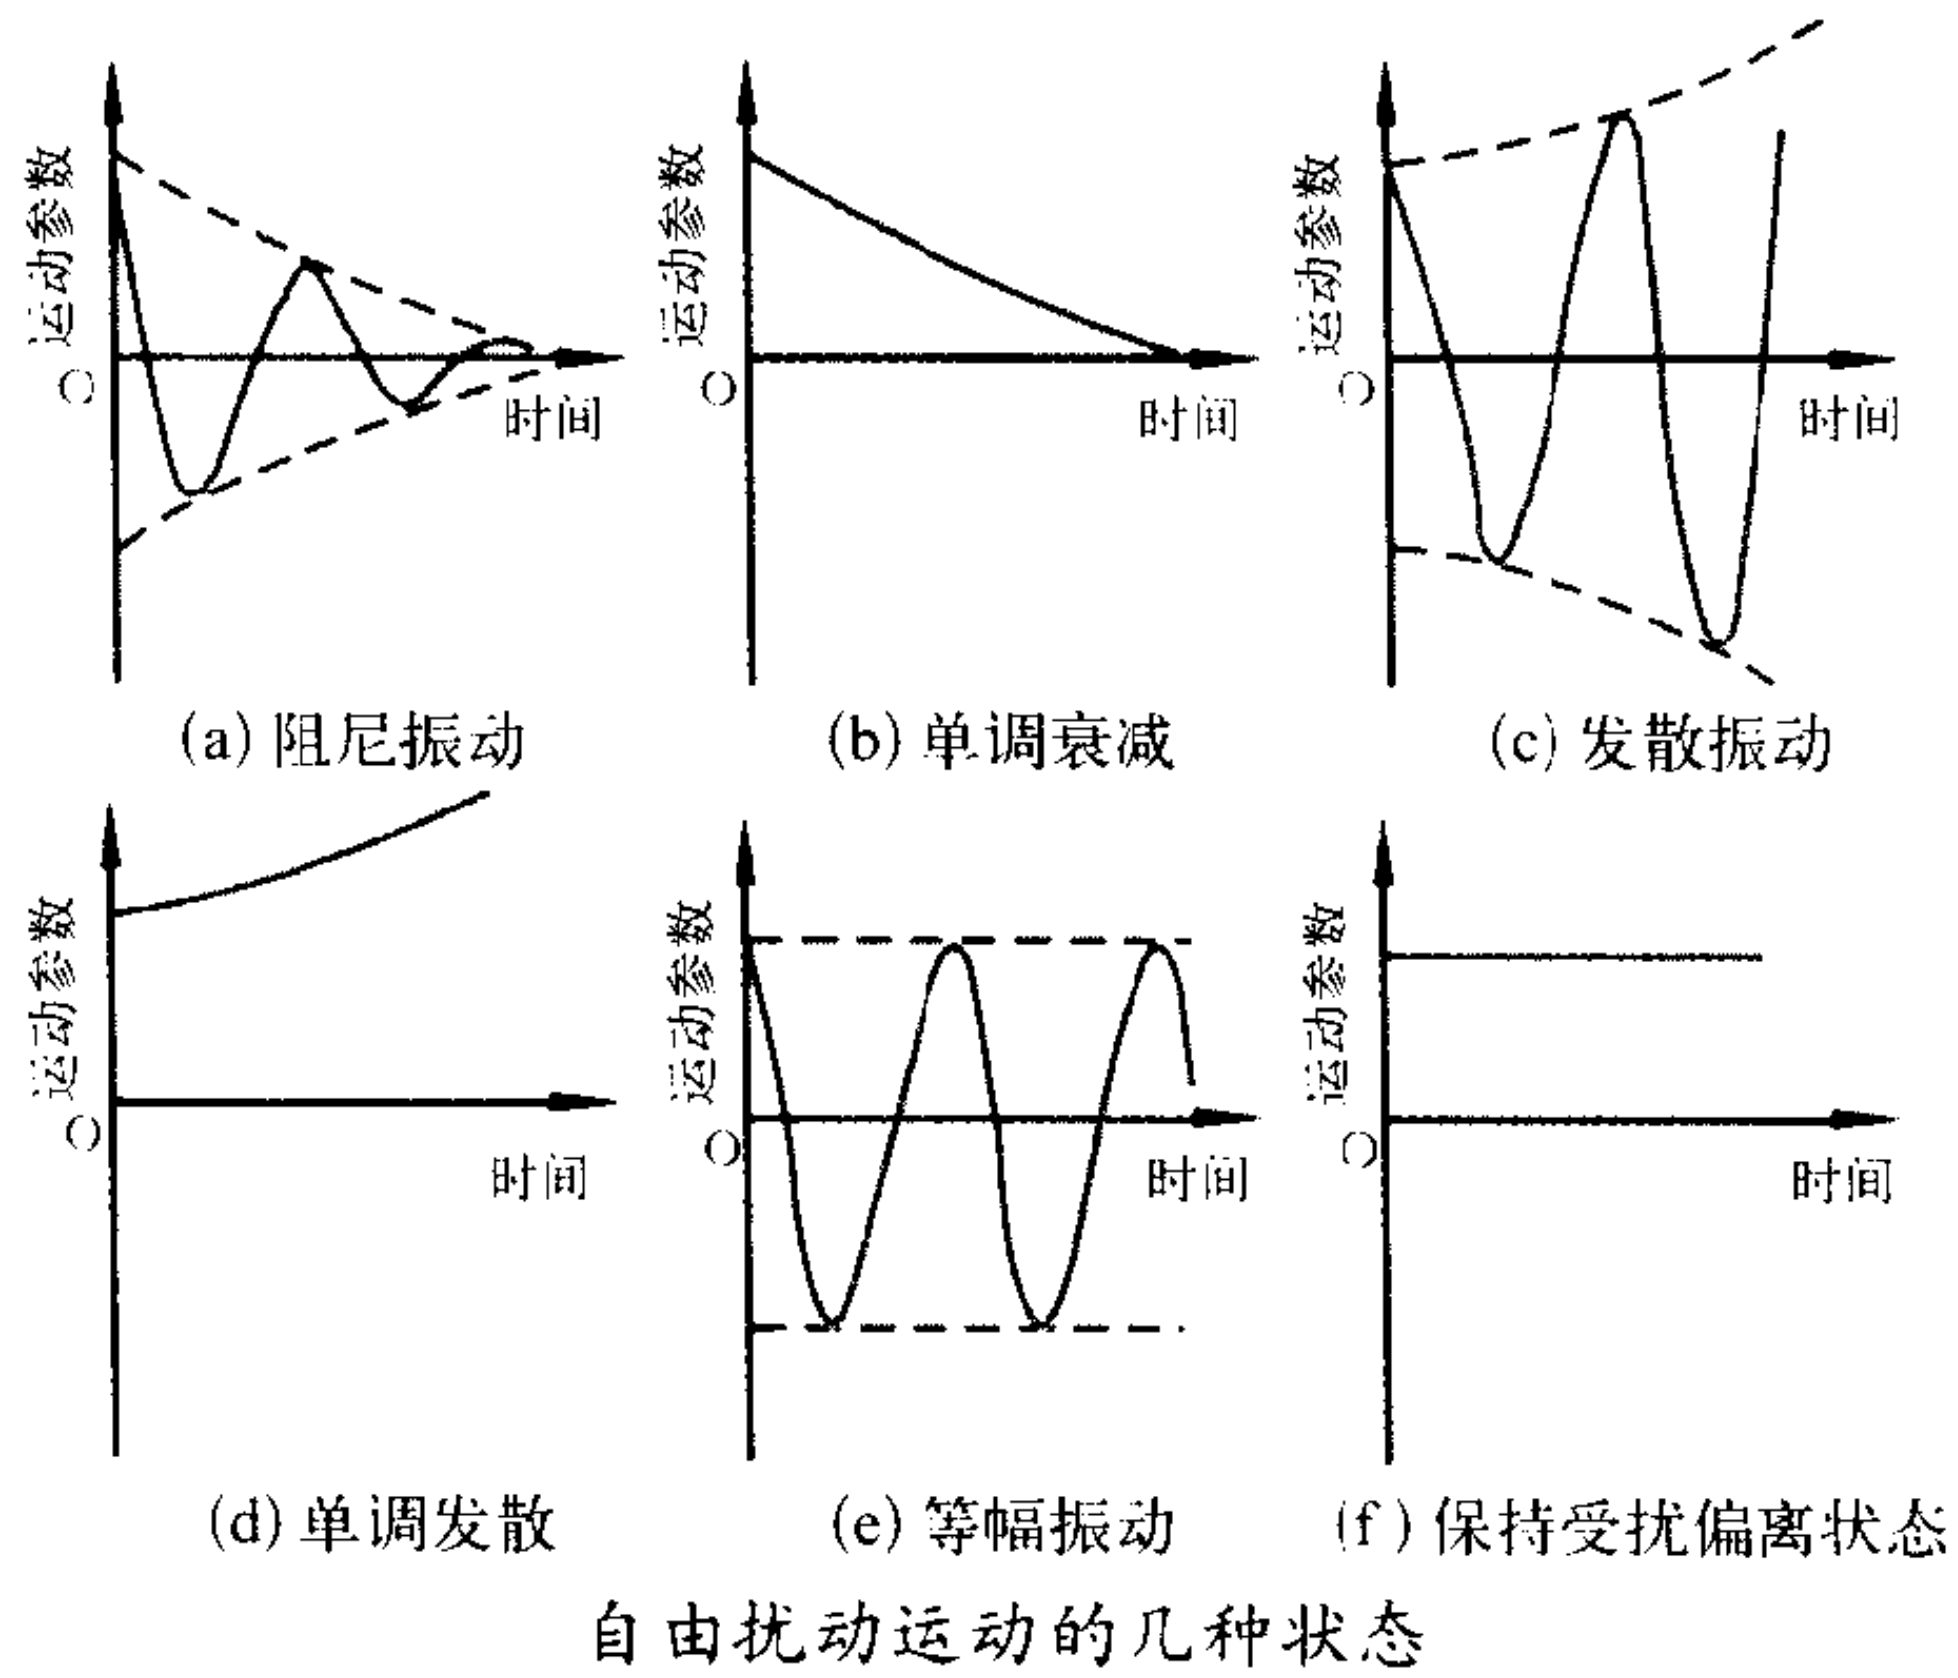 运动参数
O
时间
(a) 阻尼振动
运动参数
O
时间
(b) 单调衰减
运动参数
O
时间
(c) 发散振动
运动参数
O
时间
(d) 单调发散
运动参数
O
时间
(e) 等幅振动
运动参数
O
时间
(f) 保持受扰偏离状态
自由扰动运动的几种状态